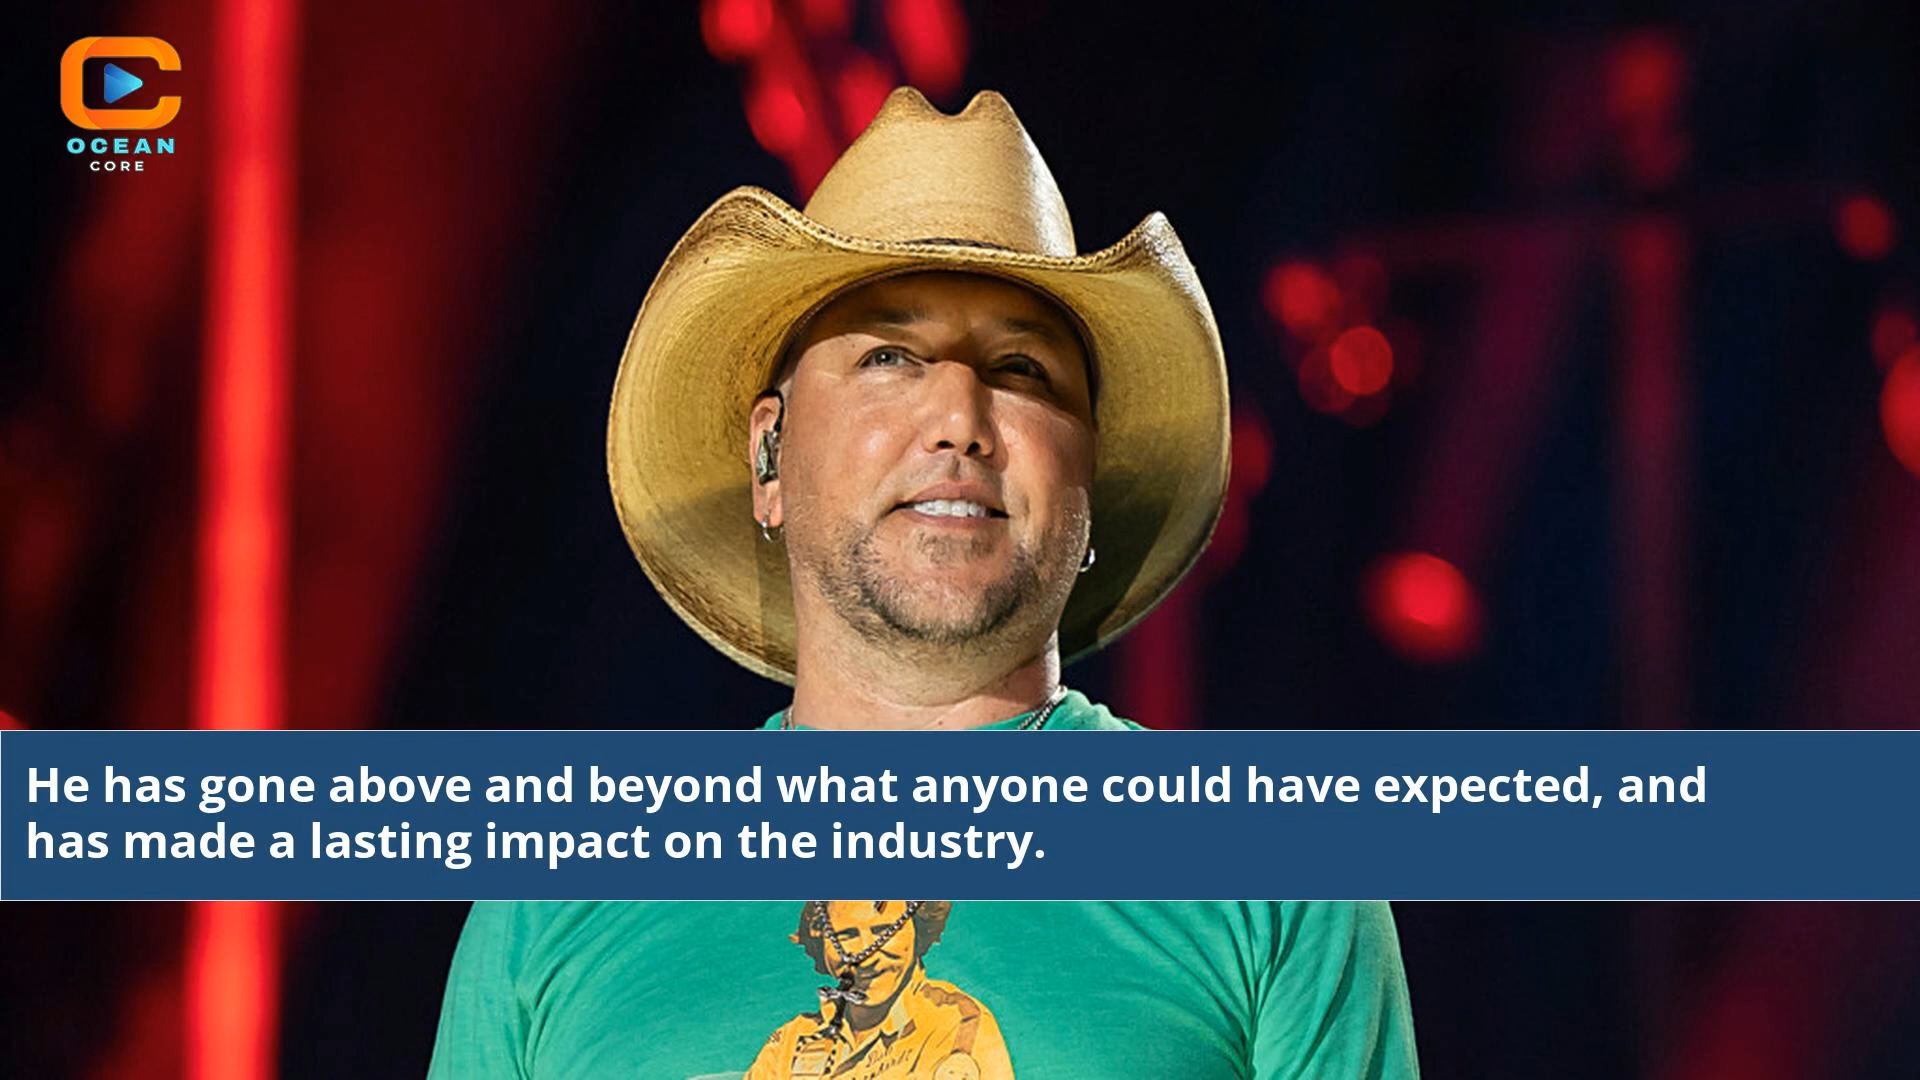 OCEAN
CORE
He has gone above and beyond what anyone could have expected, and
has made a lasting impact on the industry.